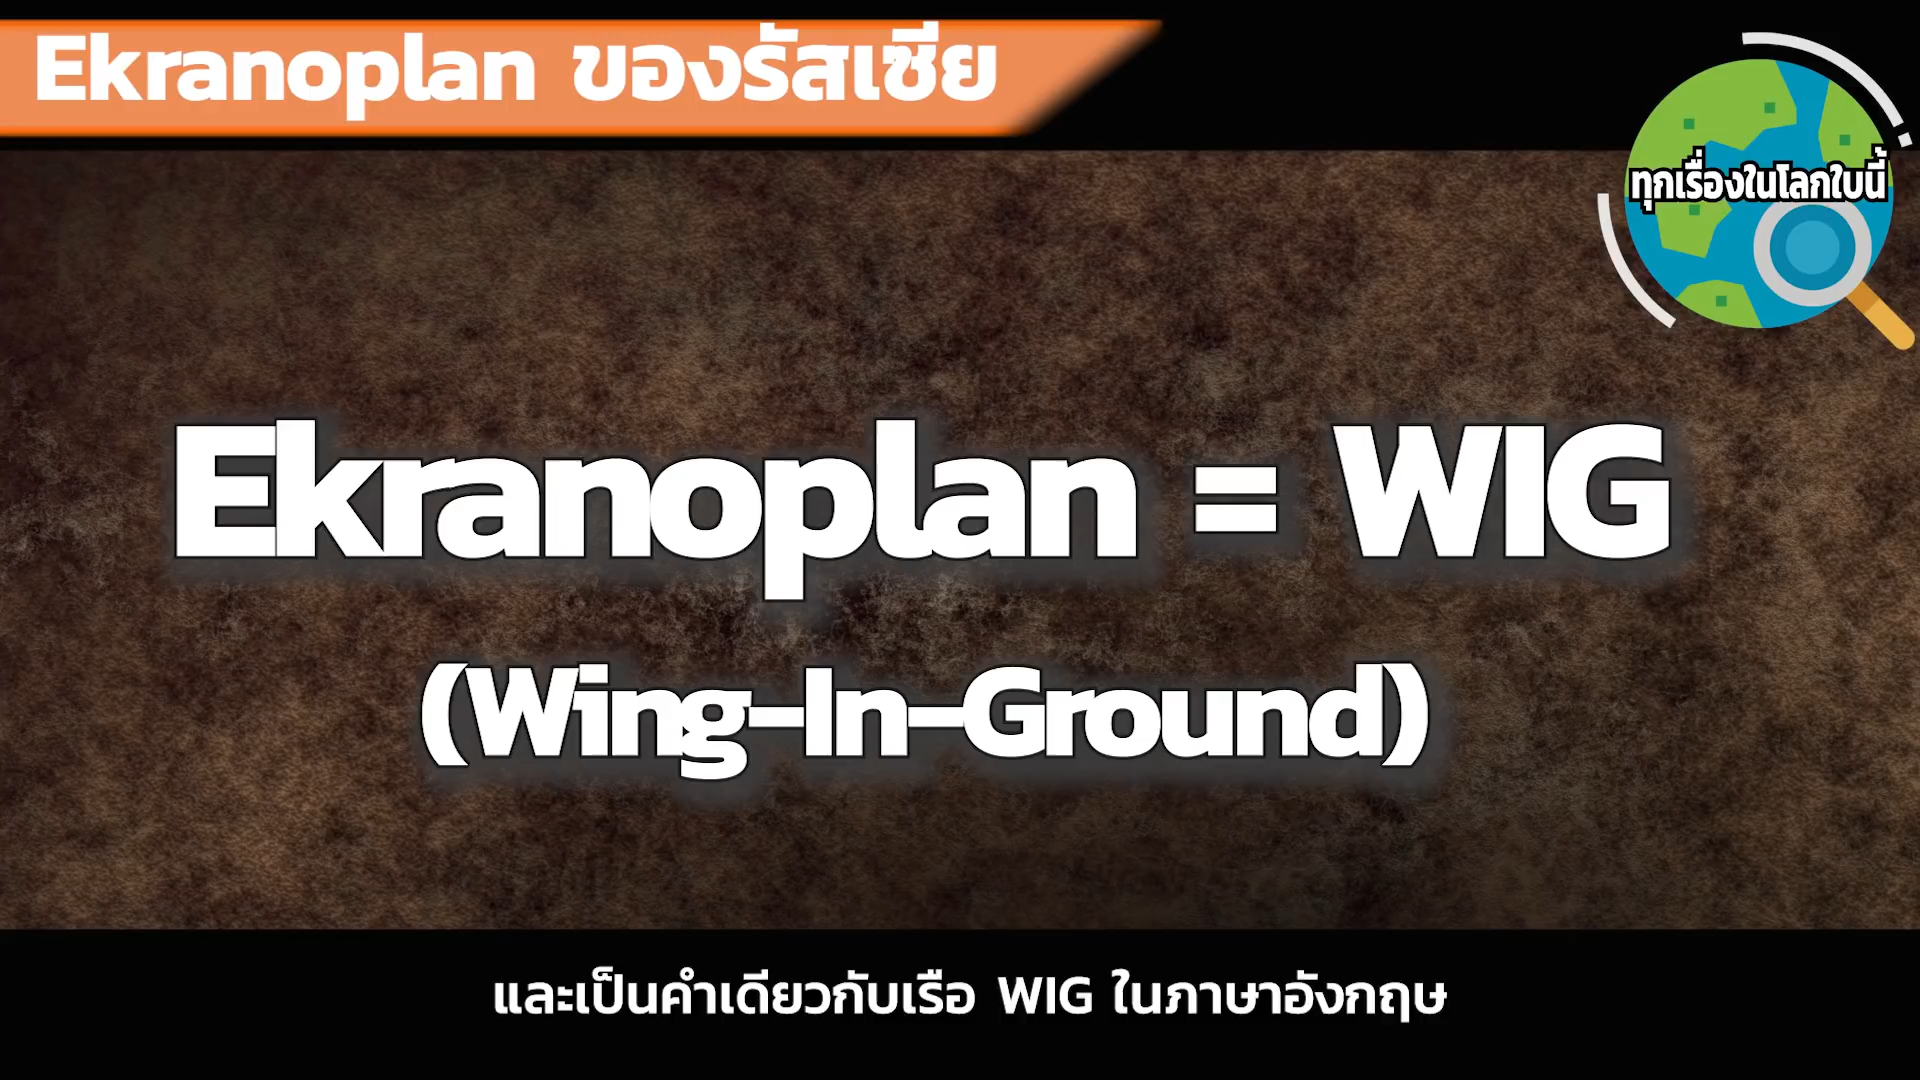 Ekranoplan ของรัสเซีย
ทุกเรื่องในโลกใบนี้
Ekranoplan = WIG
(Wing-In-Ground)
และเป็นคำเดียวกับเรือ WIG ในภาษาอังกฤษ